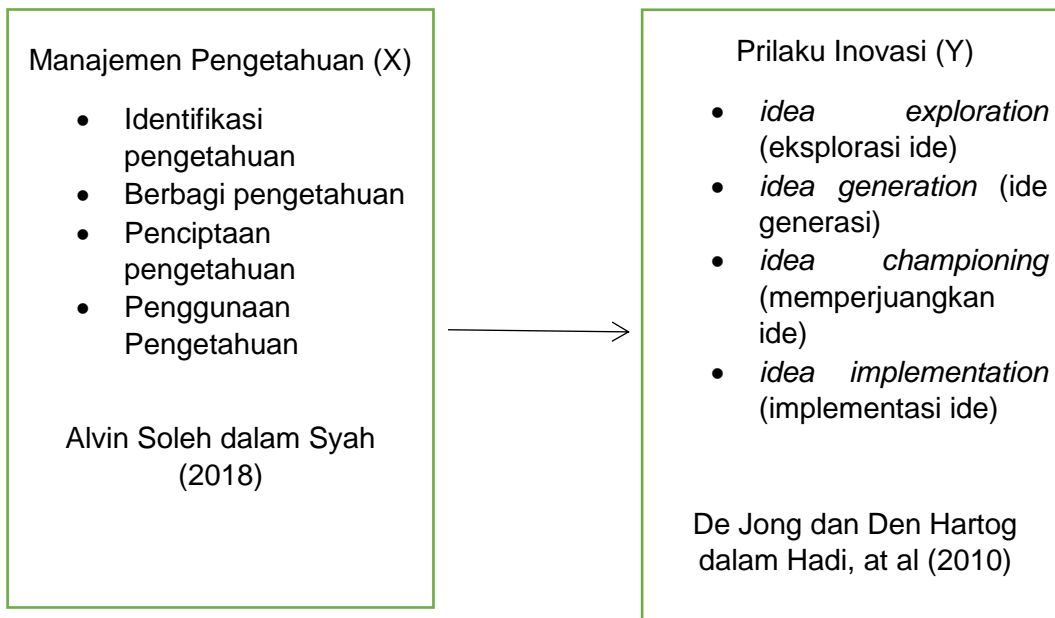 Manajemen Pengetahuan (X)
• Identifikasi
pengetahuan
• Berbagi pengetahuan
• Penciptaan
pengetahuan
• Penggunaan
Pengetahuan
Alvin Soleh dalam Syah
(2018)
Prilaku Inovasi (Y)
• idea exploration
(eksplorasi ide)
• idea generation (ide
generasi)
• idea championing
(memperjuangkan
ide)
• idea implementation
(implementasi ide)
De Jong dan Den Hartog
dalam Hadi, at al (2010)